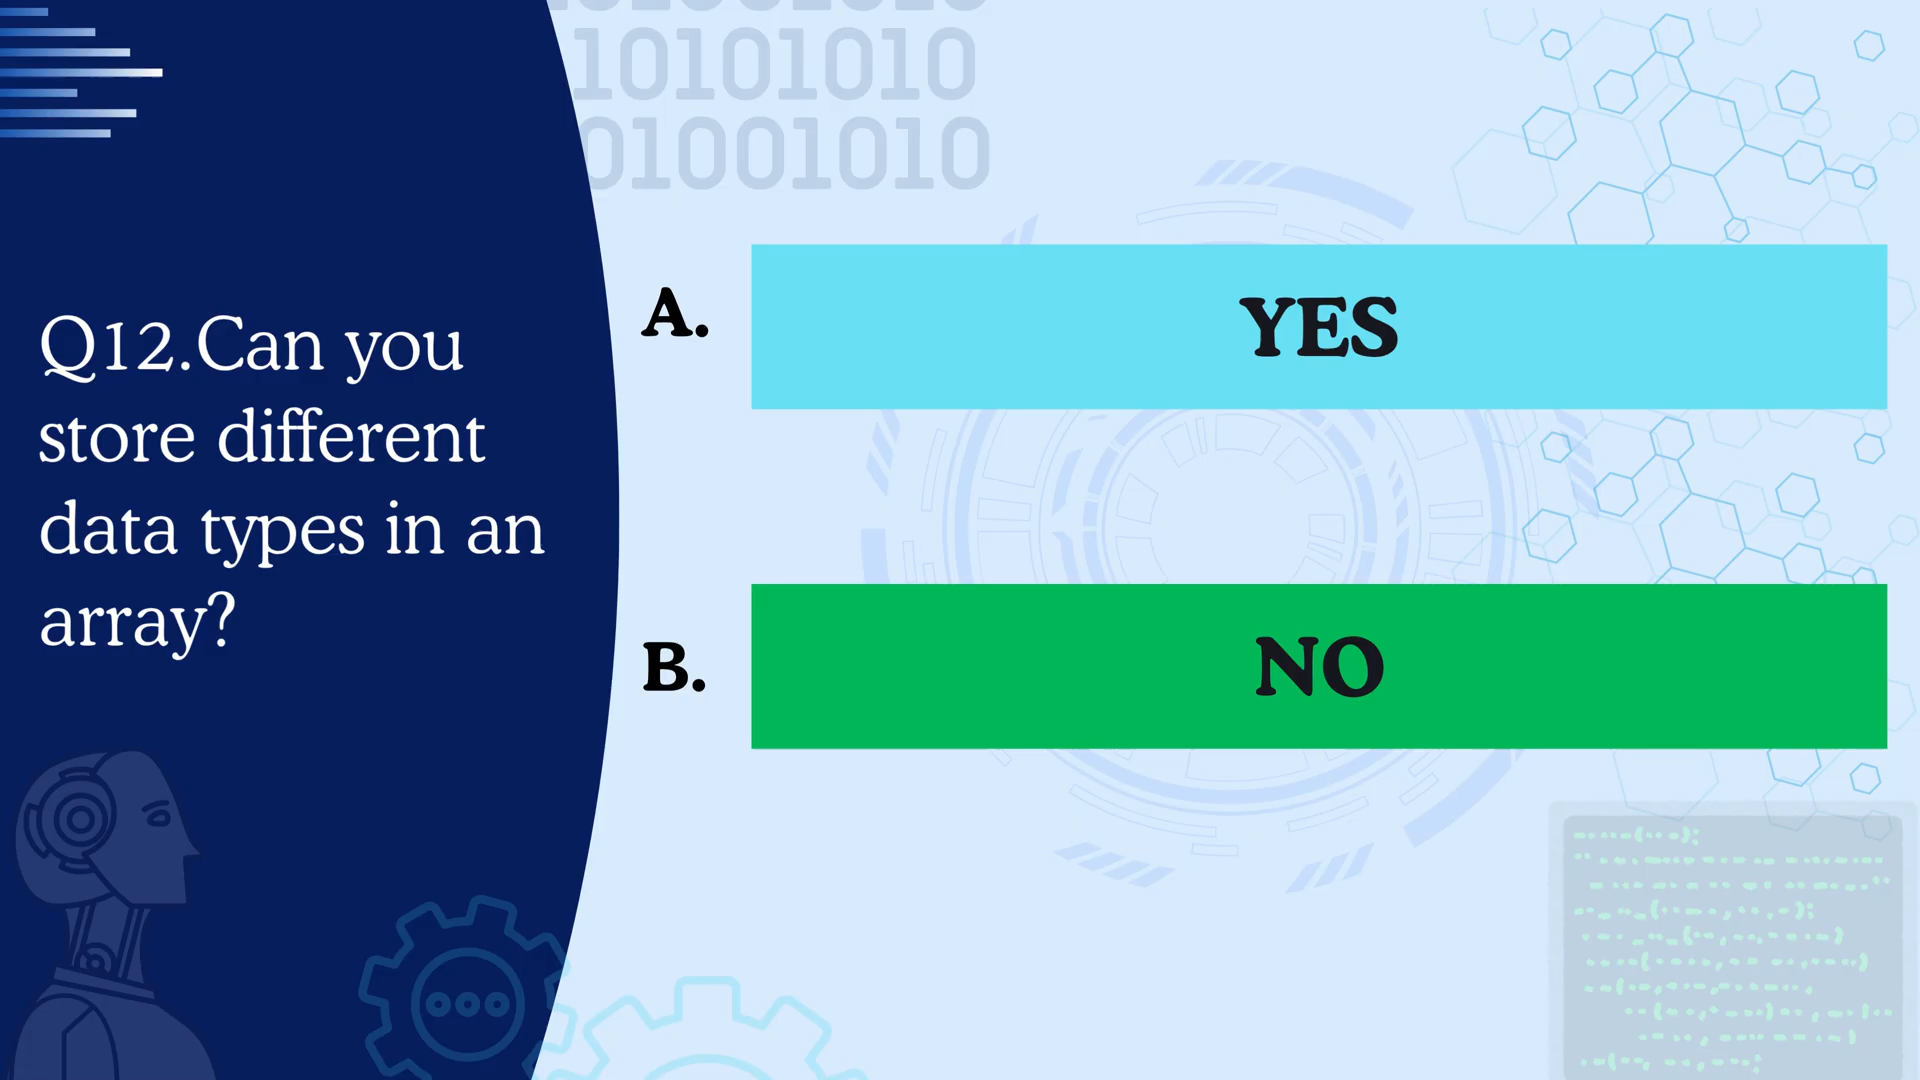 10101010
01001010
Q12.Can you
store different
data types in an
array?
A.
YES
B.
NO